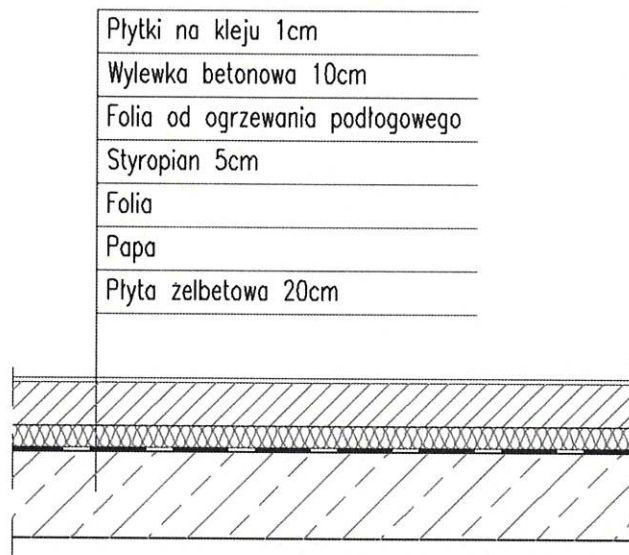 Płytki na kleju 1cm
Wylewka betonowa 10cm
Folia od ogrzewania podłogowego
Styropian 5cm
Folia
Papa
Płyta żelbetowa 20cm